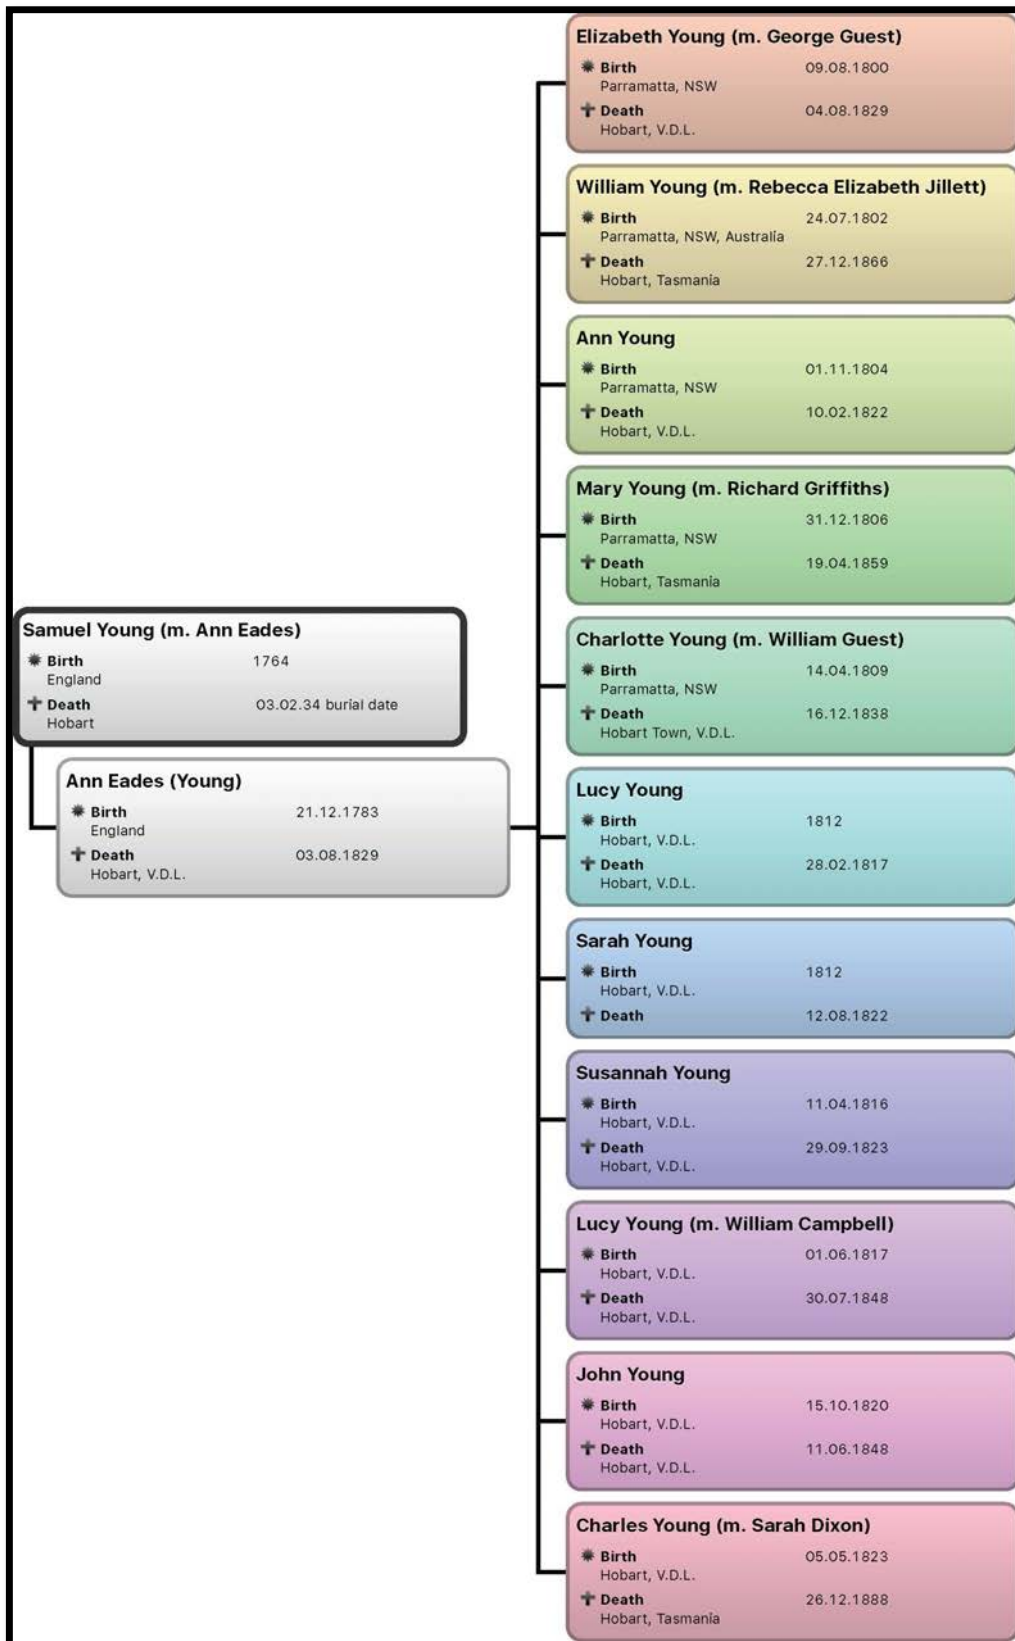 Elizabeth Young (m. George Guest)
Birth 09.08.1800
Parramatta, NSW
Death 04.08.1829
Hobart, V.D.L.
William Young (m. Rebecca Elizabeth Jillett)
Birth 24.07.1802
Parramatta, NSW, Australia
Death 27.12.1866
Hobart, Tasmania
Ann Young
Birth 01.11.1804
Parramatta, NSW
Death 10.02.1822
Hobart, V.D.L.
Mary Young (m. Richard Griffiths)
Birth 31.12.1806
Parramatta, NSW
Death 19.04.1859
Hobart, Tasmania
Samuel Young (m. Ann Eades)
Birth 1764
England
Death 03.02.34 burial date
Hobart
Ann Eades (Young)
Birth 21.12.1783
England
Death 03.08.1829
Hobart, V.D.L.
Charlotte Young (m. William Guest)
Birth 14.04.1809
Parramatta, NSW
Death 16.12.1838
Hobart Town, V.D.L.
Lucy Young
Birth 1812
Hobart, V.D.L.
Death 28.02.1817
Hobart, V.D.L.
Sarah Young
Birth 1812
Hobart, V.D.L.
Death 12.08.1822
Susannah Young
Birth 11.04.1816
Hobart, V.D.L.
Death 29.09.1823
Hobart, V.D.L.
Lucy Young (m. William Campbell)
Birth 01.06.1817
Hobart, V.D.L.
Death 30.07.1848
Hobart, V.D.L.
John Young
Birth 15.10.1820
Hobart, V.D.L.
Death 11.06.1848
Hobart, V.D.L.
Charles Young (m. Sarah Dixon)
Birth 05.05.1823
Hobart, V.D.L.
Death 26.12.1888
Hobart, Tasmania